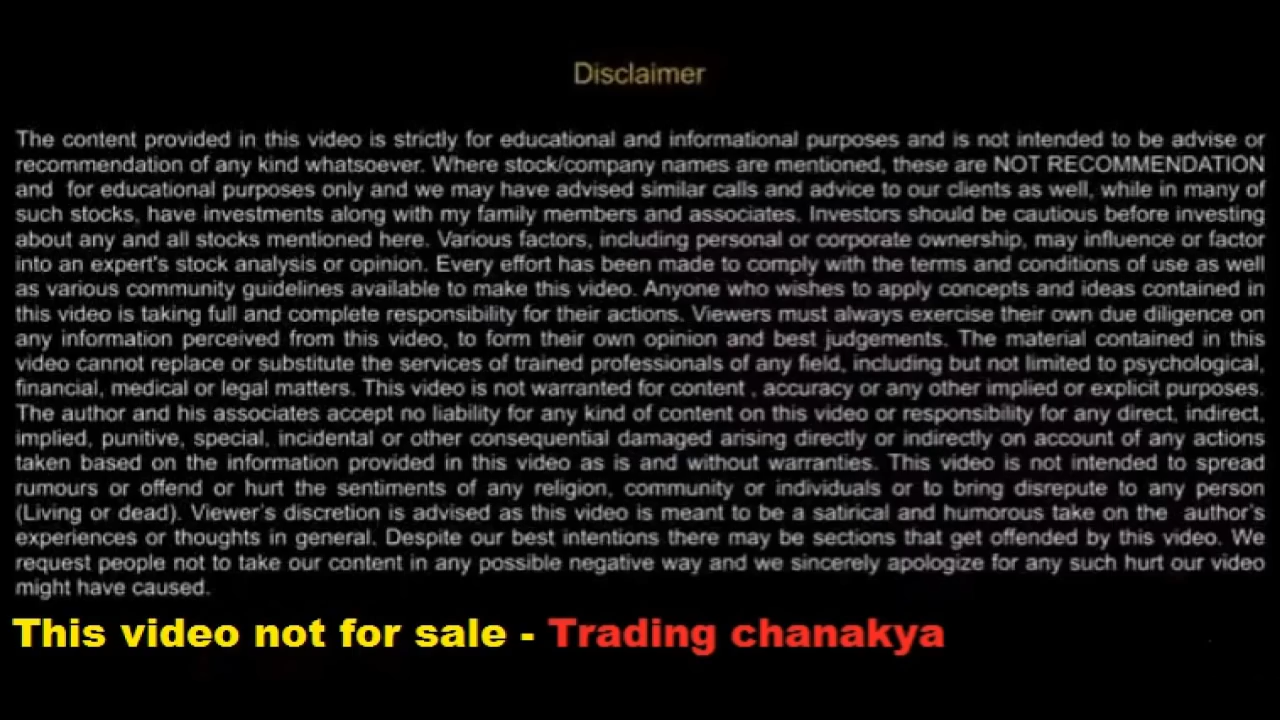 Disclaimer
The content provided in this video is strictly for educational and informational purposes and is not intended to be advise or
recommendation of any kind whatsoever. Where stock/company names are mentioned, these are NOT RECOMMENDATION
and for educational purposes only and we may have advised similar calls and advice to our clients as well, while in many of
such stocks, have investments along with my family members and associates. Investors should be cautious before investing
about any and all stocks mentioned here. Various factors, including personal or corporate ownership, may influence or factor
into an expert's stock analysis or opinion. Every effort has been made to comply with the terms and conditions of use as well
as various community guidelines available to make this video. Anyone who wishes to apply concepts and ideas contained in
this video is taking full and complete responsibility for their actions. Viewers must always exercise their own due diligence on
any information perceived from this video, to form their own opinion and best judgements. The material contained in this
video cannot replace or substitute the services of trained professionals of any field, including but not limited to psychological,
financial, medical or legal matters. This video is not warranted for content , accuracy or any other implied or explicit purposes.
The author and his associates accept no liability for any kind of content on this video or responsibility for any direct, indirect,
implied, punitive, special, incidental or other consequential damaged arising directly or indirectly on account of any actions
taken based on the information provided in this video as is and without warranties. This video is not intended to spread
rumours or offend or hurt the sentiments of any religion, community or individuals or to bring disrepute to any person
(Living or dead). Viewer's discretion is advised as this video is meant to be a satirical and humorous take on the author's
experiences or thoughts in general. Despite our best intentions there may be sections that get offended by this video. We
request people not to take our content in any possible negative way and we sincerely apologize for any such hurt our video
might have caused.
This video not for sale - Trading chanakya